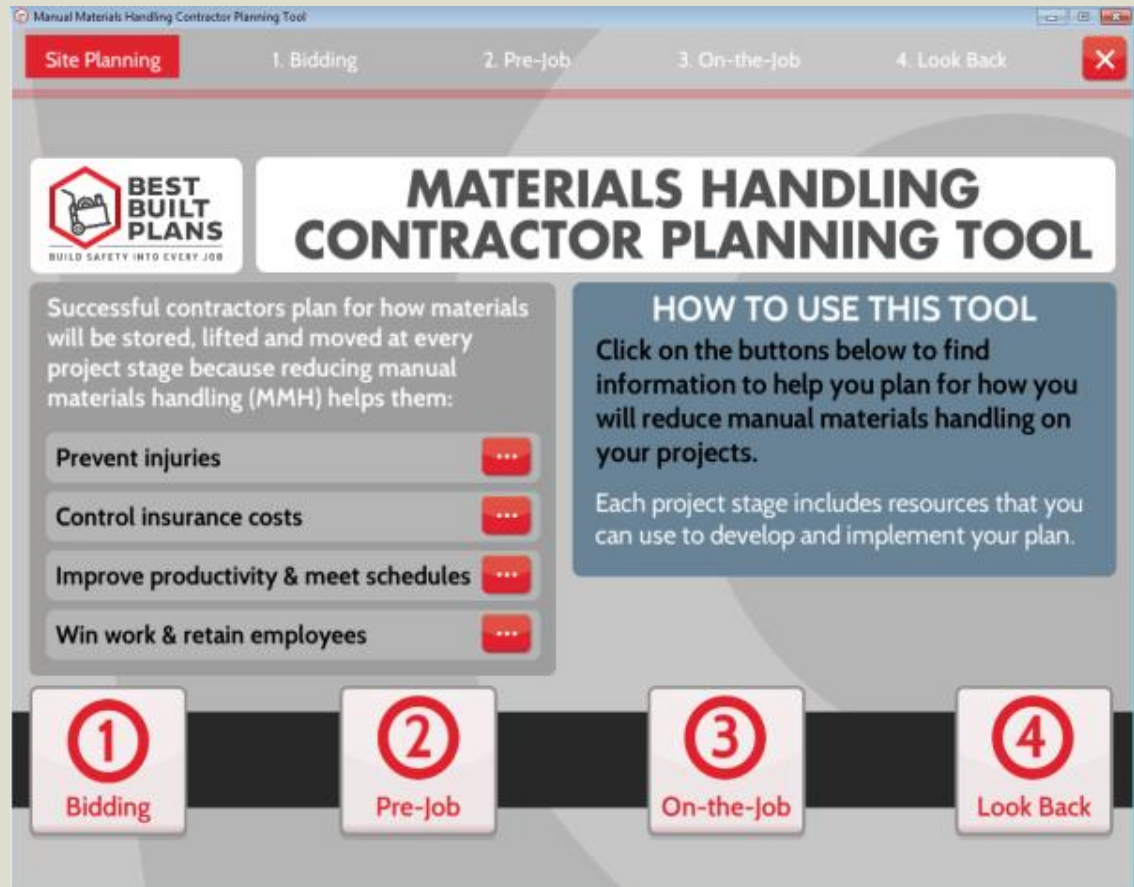 Manual Materials Handling Contractor Planning Tool
Site Planning
1. Bidding
2. Pre-Job
3. On-the-Job
4. Look Back
BEST
BUILT
PLANS
BUILD SAFETY INTO EVERY JOB
MATERIALS HANDLING
CONTRACTOR PLANNING TOOL
Successful contractors plan for how materials
will be stored, lifted and moved at every
project stage because reducing manual
materials handling (MMH) helps them:
Prevent injuries
...
Control insurance costs
...
Improve productivity & meet schedules
...
Win work & retain employees
...
HOW TO USE THIS TOOL
Click on the buttons below to find
information to help you plan for how you
will reduce manual materials handling on
your projects.
Each project stage includes resources that you
can use to develop and implement your plan.
1
Bidding
2
Pre-Job
3
On-the-Job
4
Look Back